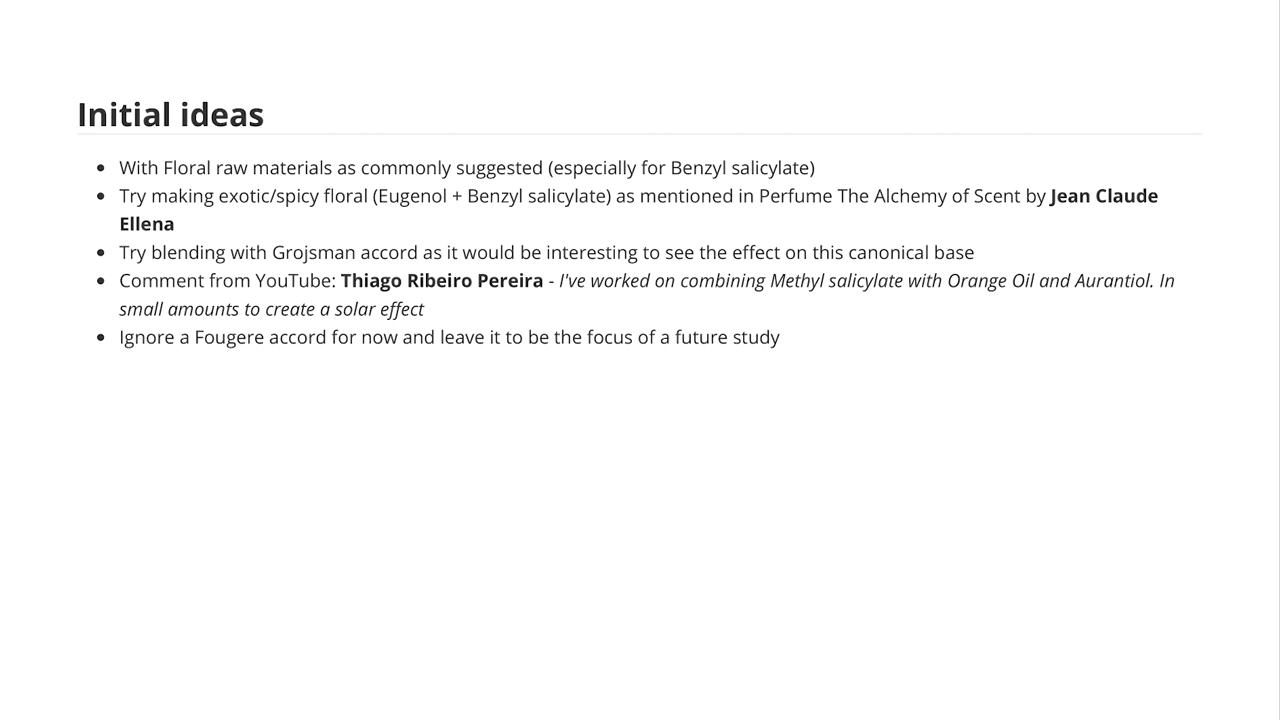 Initial ideas
With Floral raw materials as commonly suggested (especially for Benzyl salicylate)
Try making exotic/spicy floral (Eugenol + Benzyl salicylate) as mentioned in Perfume The Alchemy of Scent by Jean Claude
Ellena
Try blending with Grojsman accord as it would be interesting to see the effect on this canonical base
Comment from YouTube: Thiago Ribeiro Pereira - I've worked on combining Methyl salicylate with Orange Oil and Aurantiol. In
small amounts to create a solar effect
Ignore a Fougere accord for now and leave it to be the focus of a future study